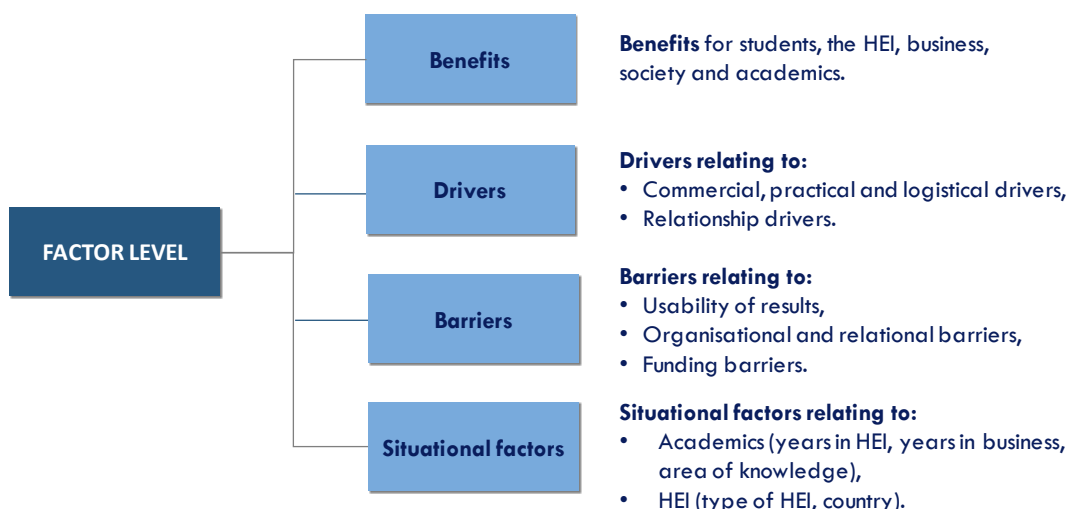 FACTOR LEVEL
Benefits
Benefits for students, the HEI, business,
society and academics.
Drivers
Drivers relating to:
• Commercial, practical and logistical drivers,
• Relationship drivers.
Barriers
Barriers relating to:
• Usability of results,
• Organisational and relational barriers,
• Funding barriers.
Situational factors
Situational factors relating to:
• Academics (years in HEI, years in business,
area of knowledge),
• HEI (type of HEI, country).